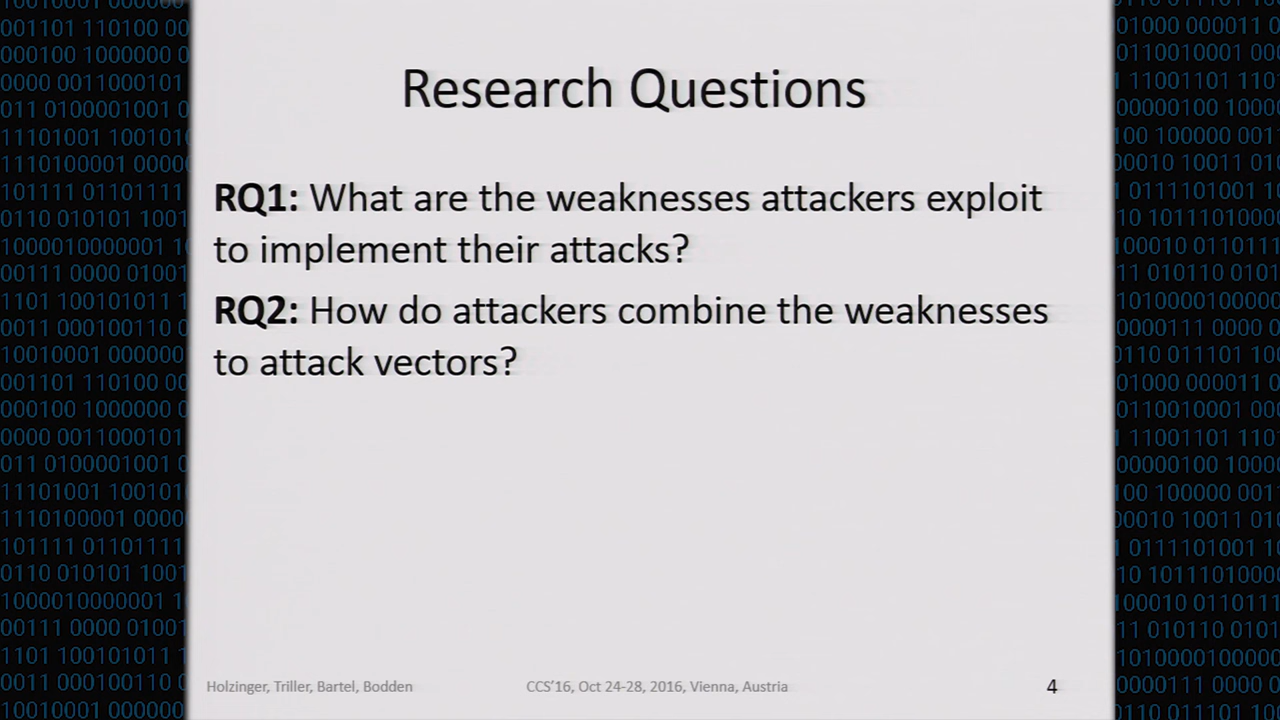 Research Questions
RQ1: What are the weaknesses attackers exploit
to implement their attacks?
RQ2: How do attackers combine the weaknesses
to attack vectors?
Holzinger, Triller, Bartel, Bodden
CCS'16, Oct 24-28, 2016, Vienna, Austria
4